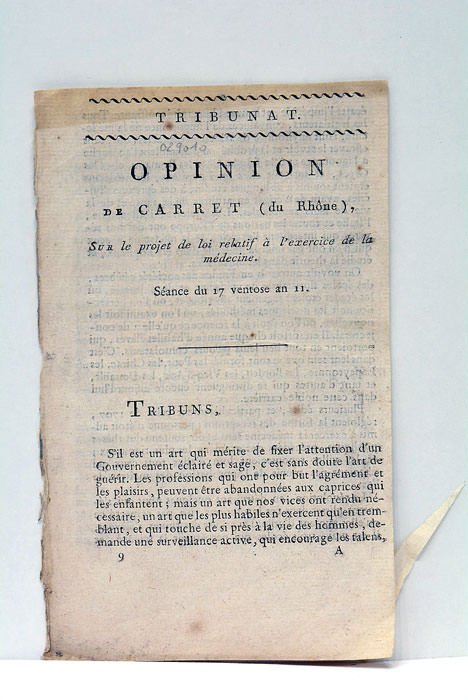 TRIBUNAT.
029010
OPINION
DE CARRET (du Rhône),
SUR le projet de loi relatif à l'exercice de la
médecine.
Séance du 17 ventose an 11.
TRIBUNS,
S'il est un art qui mérite de fixer l'attention d'un
Gouvernement éclairé et sage, c'est sans doute l'art de
guérir. Les professions qui ont pour but l'agrément et
les plaisirs, peuvent être abandonnées aux caprices qui
les enfantent; mais un art que nos vices ont rendu né-
cessaire, un art que les plus habiles n'exercent qu'en trem-
blant, et qui touche de si près à la vie des hommes, de-
mande une surveillance active, qui encourage les talens,
9 A